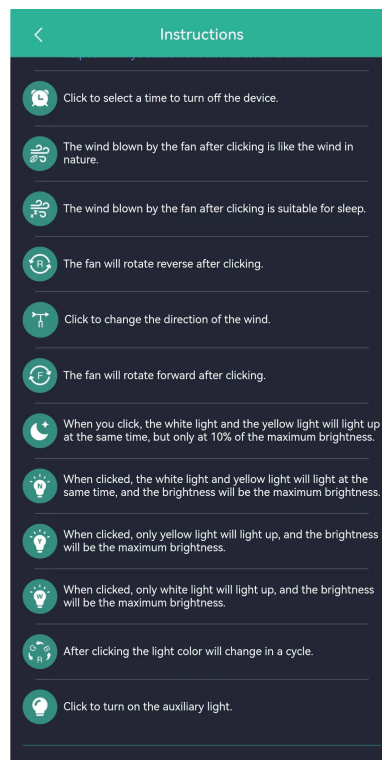 Instructions
Click to select a time to turn off the device.
The wind blown by the fan after clicking is like the wind in
nature.
The wind blown by the fan after clicking is suitable for sleep.
R
The fan will rotate reverse after clicking.
Click to change the direction of the wind.
F
The fan will rotate forward after clicking.
When you click, the white light and the yellow light will light up
at the same time, but only at 10% of the maximum brightness.
N
When clicked, the white light and yellow light will light at the
same time, and the brightness will be the maximum brightness.
Y
When clicked, only yellow light will light up, and the brightness
will be the maximum brightness.
W
When clicked, only white light will light up, and the brightness
will be the maximum brightness.
G B
R
After clicking the light color will change in a cycle.
Click to turn on the auxiliary light.